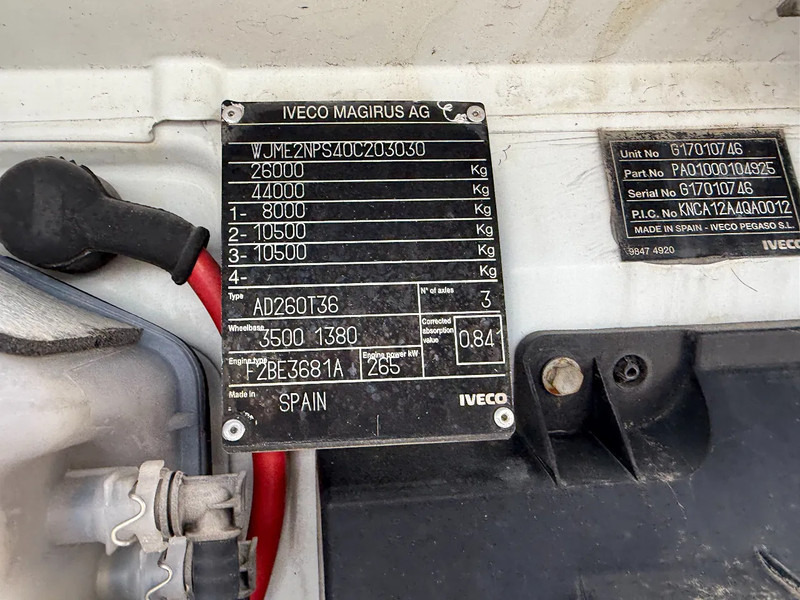 IVECO MAGIRUS AG
WJME2NPS40C203030
26000 Kg
44000 Kg
1- 8000 Kg
2- 10500 Kg
3- 10500 Kg
4- Kg
Type AD260T36 N° of axles 3
Wheelbase 3500 1380 Corrected absorption value 0.841
Engine type F2BE3681A Engine power kW 265
Made in SPAIN IVECO
Unit No G17010746
Part No PA01000104925
Serial No G17010746
P.I.C. No KNCA12A4QA0012
MADE IN SPAIN - IVECO PEGASO S.L.
9847 4920 IVECO